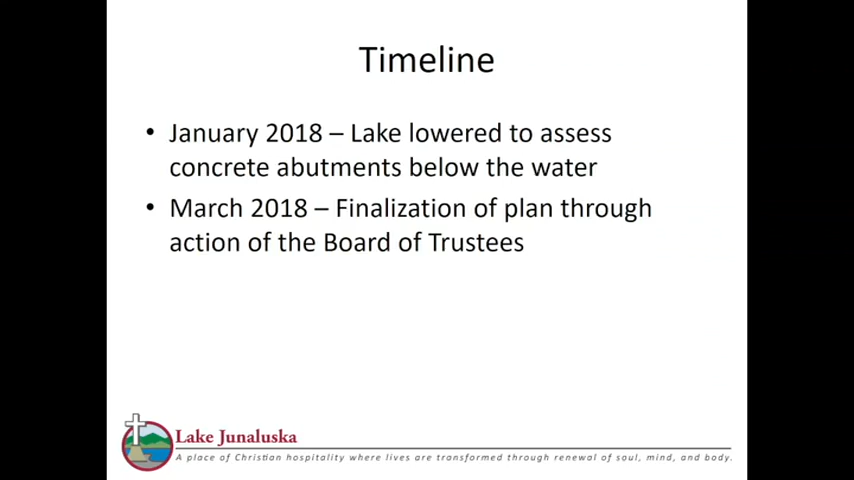 Timeline
• January 2018 – Lake lowered to assess
concrete abutments below the water
• March 2018 – Finalization of plan through
action of the Board of Trustees
Lake Junaluska
A place of Christian hospitality where lives are transformed through renewal of soul, mind, and body.